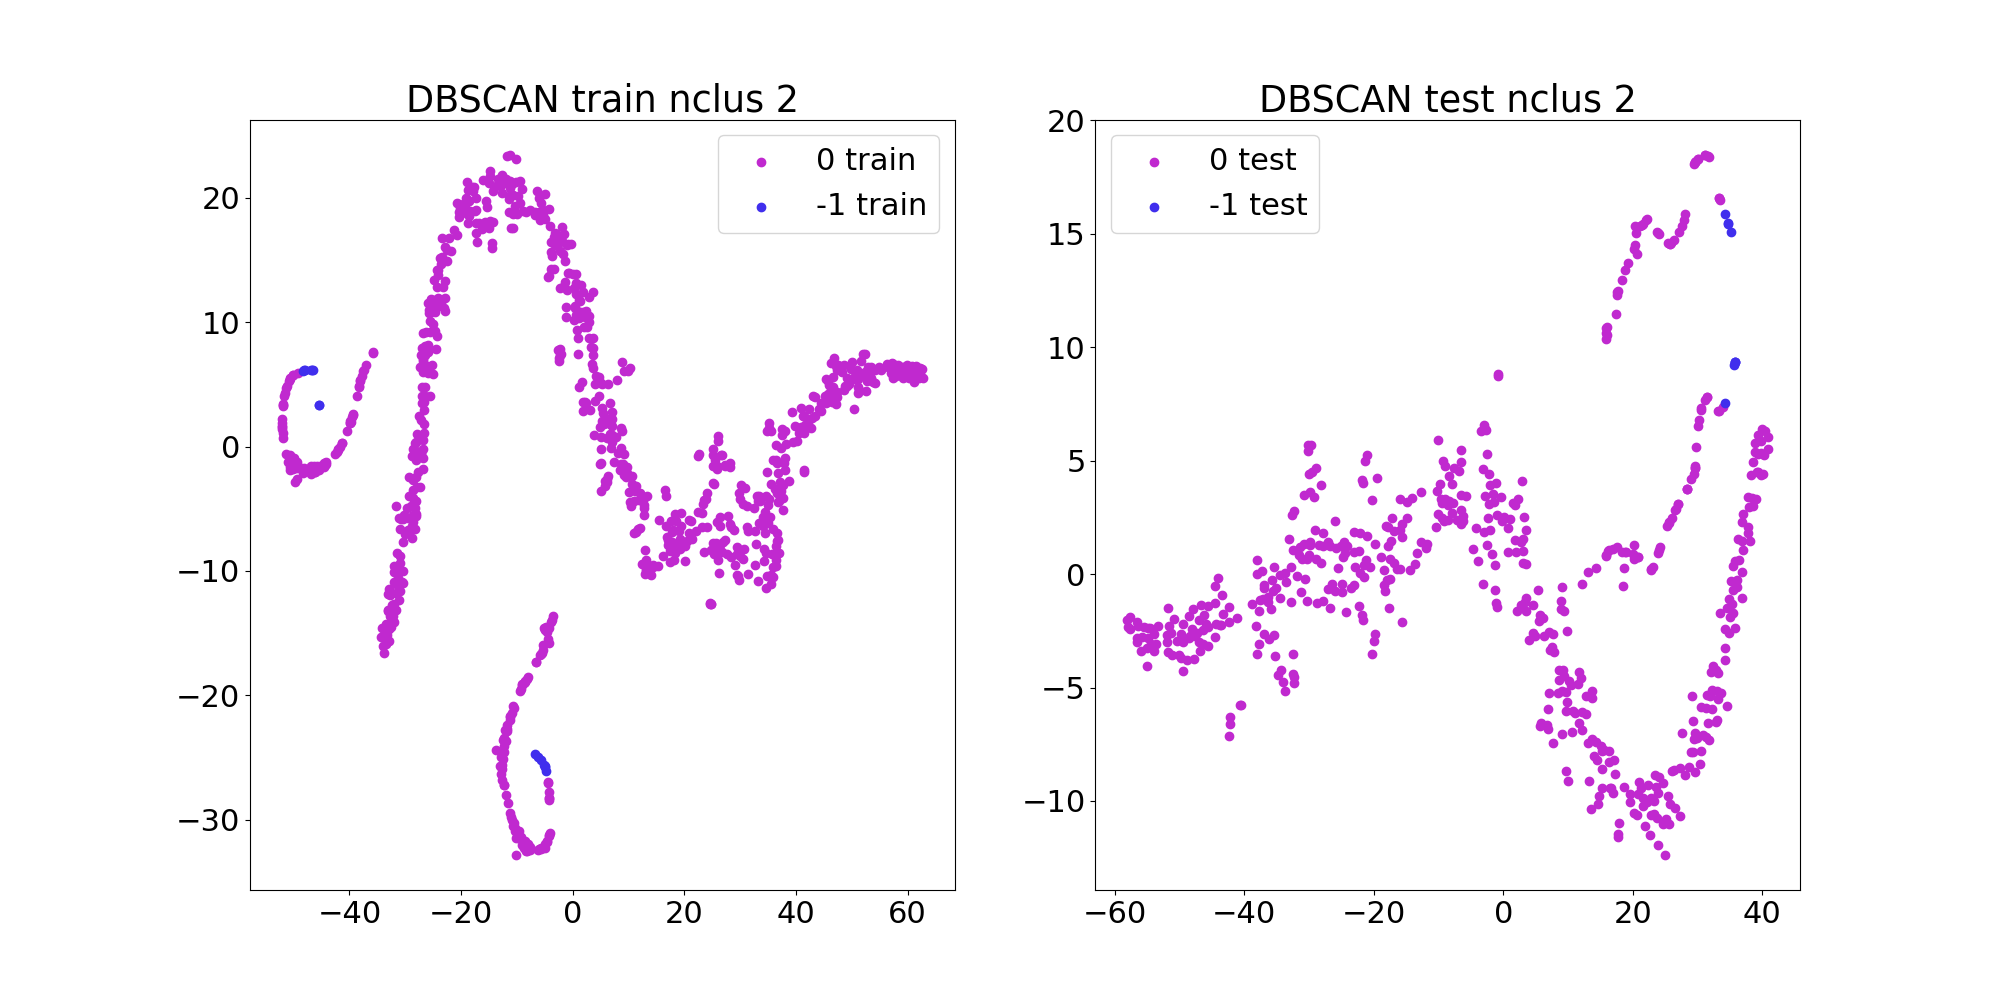 DBSCAN train nclus 2
0 train
-1 train
20
10
0
−10
−20
−30
−40 −20 0 20 40 60
DBSCAN test nclus 2
0 test
-1 test
20
15
10
5
0
−5
−10
−60 −40 −20 0 20 40